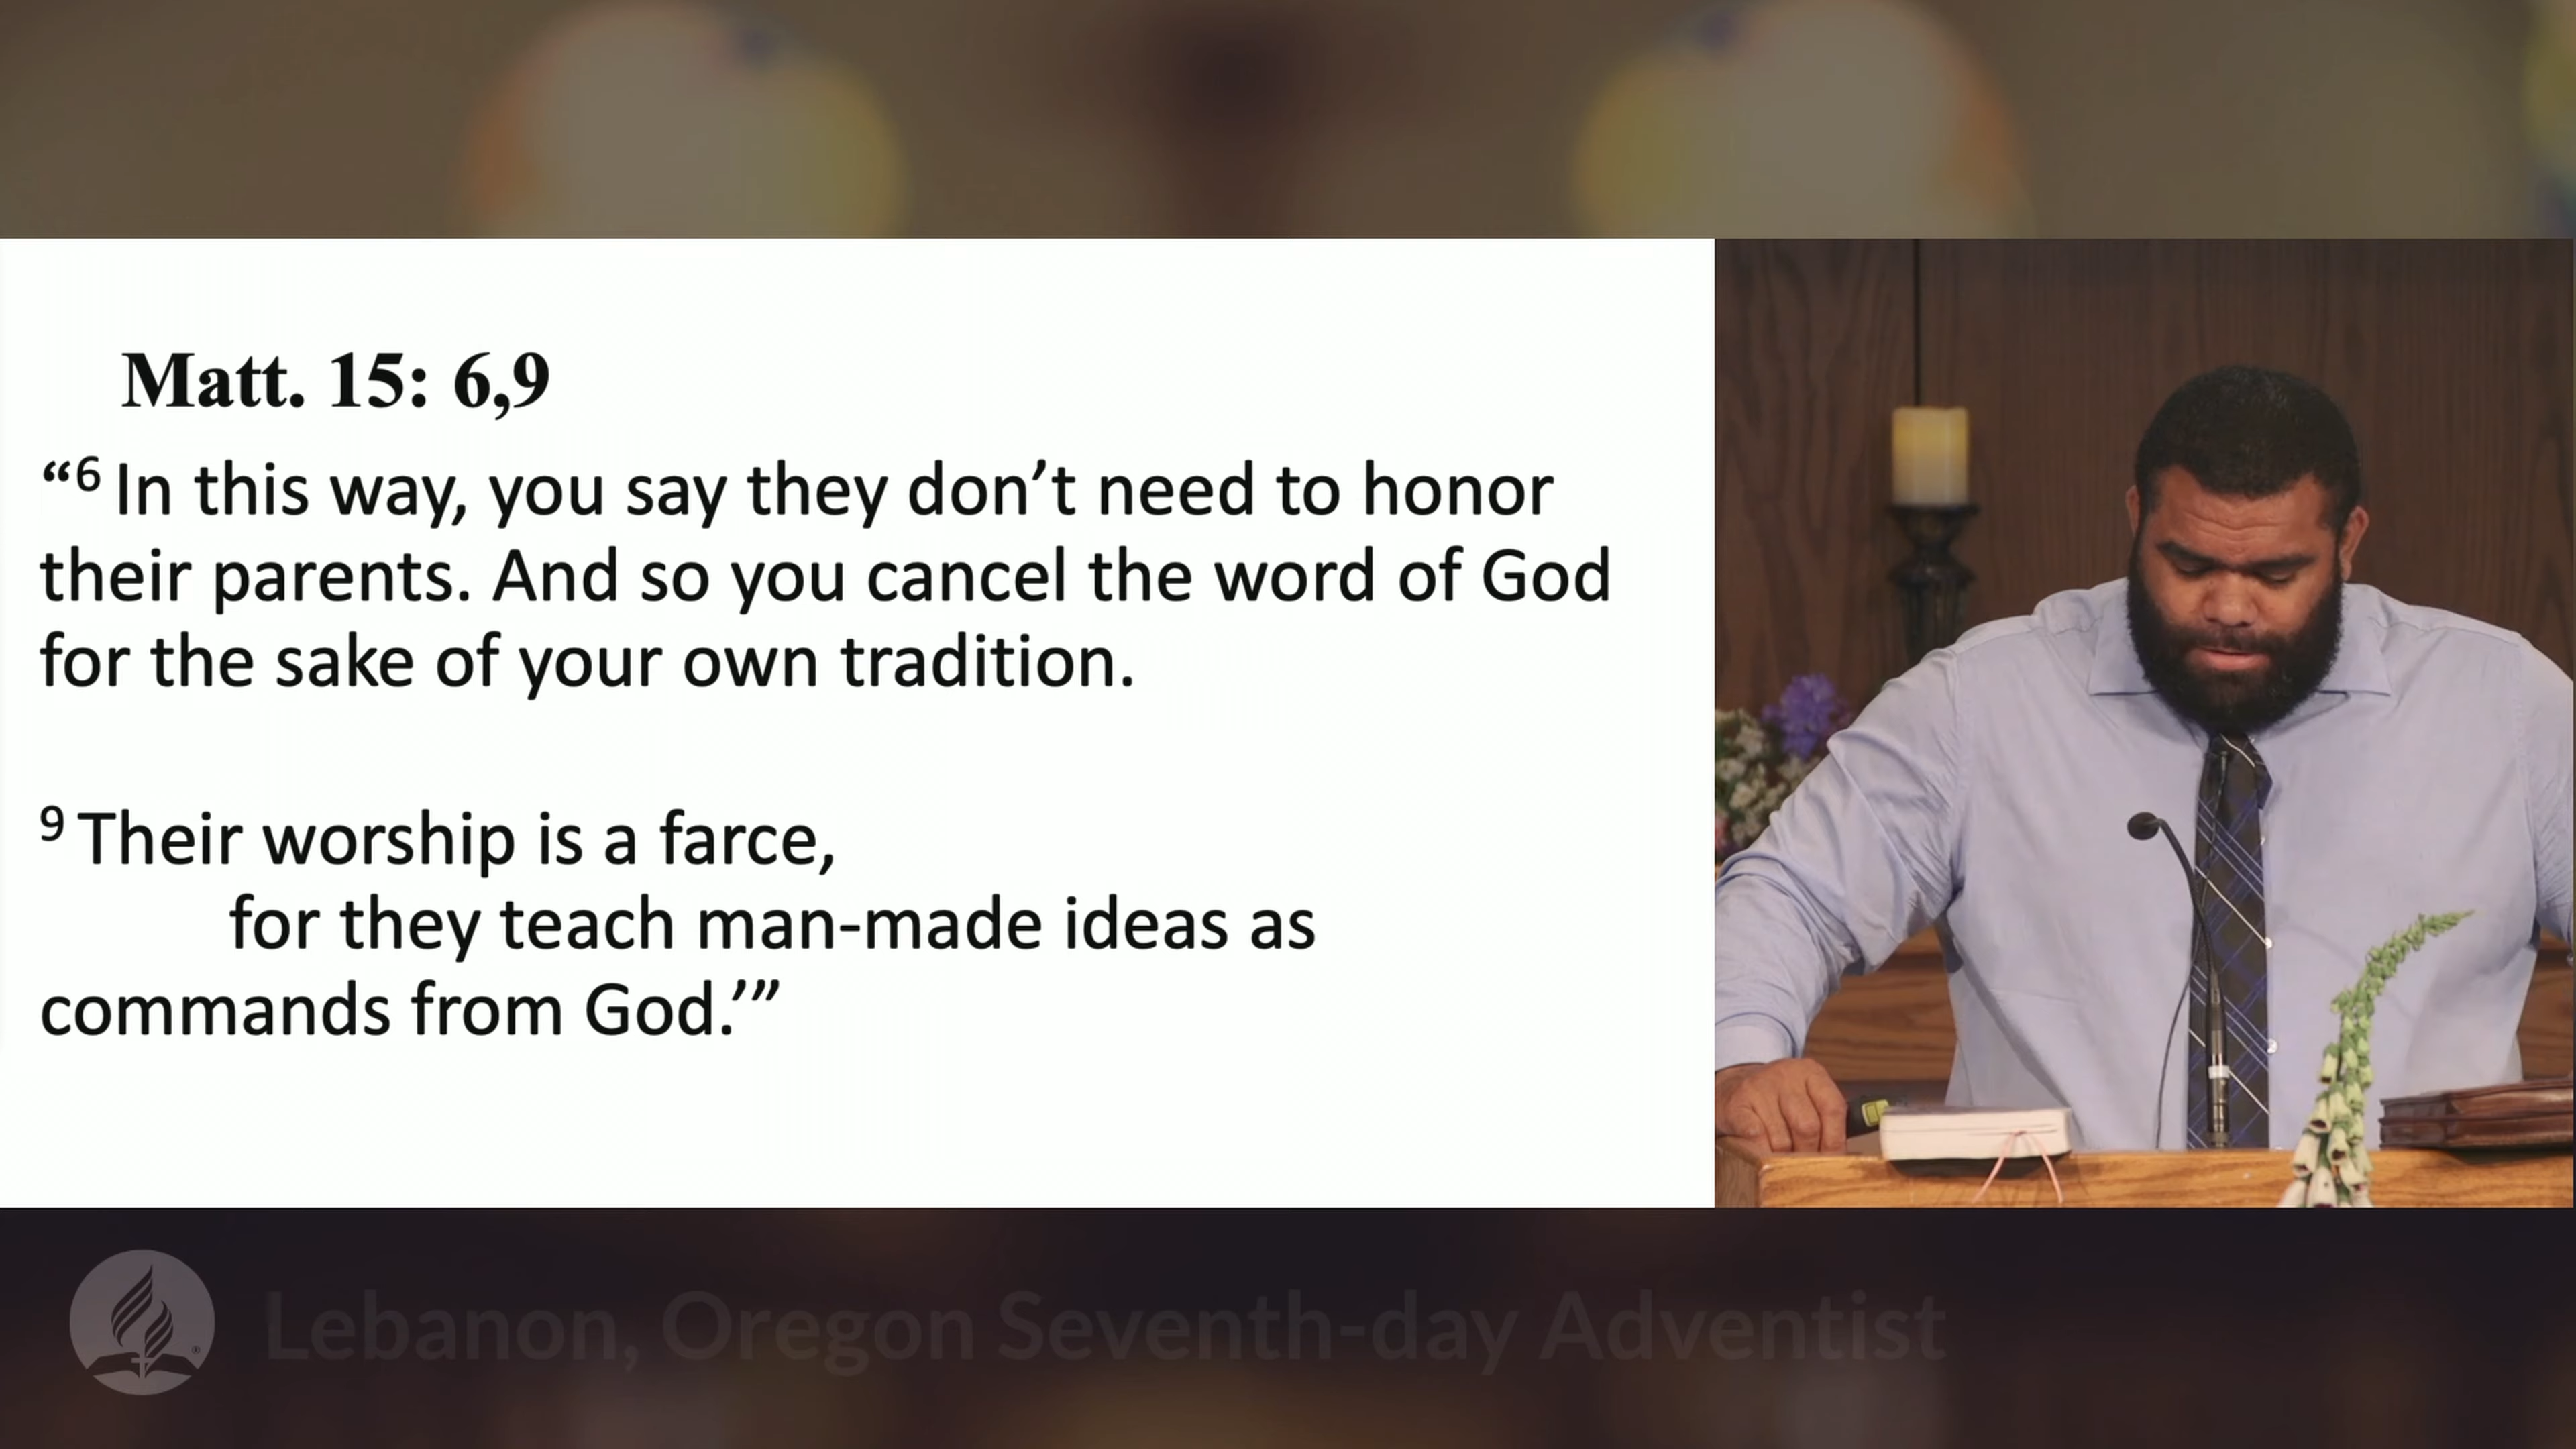 Matt. 15: 6,9
“6 In this way, you say they don’t need to honor
their parents. And so you cancel the word of God
for the sake of your own tradition.
9 Their worship is a farce,
for they teach man-made ideas as
commands from God.’”
Lebanon, Oregon Seventh-day Adventist
®